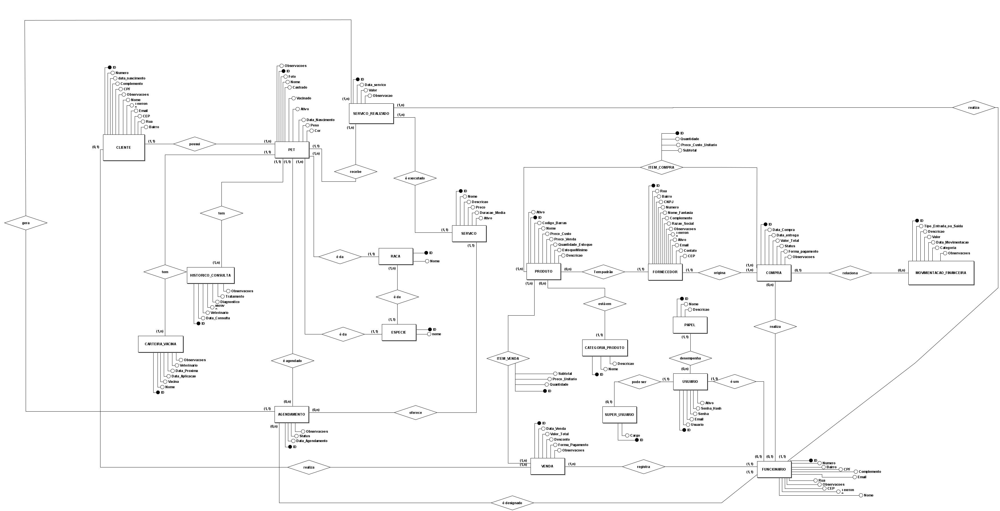 ID
Numero
data_nascimento
Complemento
CPF
Observacoes
Nome
Email
CEP
Rua
Bairro
CLIENTE
(0,1)
(1,1)
possui
(1,n)
Observacoes
ID
Foto
Nome
Castrado
Vacinado
Ativo
Data_Nascimento
Peso
Cor
PET
(1,1)
(1,1)
(1,n)
(1,1)
(1,1)
(1,n)
ID
Data_servico
Valor
Observacao
SERVICO_REALIZADO
(1,n)
(1,n)
(1,n)
(1,n)
realiza
recebe
é executado
gera
tem
tem
(1,n)
HISTORICO_CONSULTA
Observacoes
Tratamento
Diagnostico
Veterinario
Data_Consulta
ID
(1,n)
CARTEIRA_VACINA
Observacoes
Veterinario
Data_Proxima
Data_Aplicacao
Vacina
Nome
ID
ID
Nome
Descricao
Preco
Duracao_Media
Ativo
(1,1)
SERVICO
(1,1)
é da
(1,1)
RACA
ID
Nome
(1,n)
é de
(1,1)
é da
(1,1)
ESPECIE
ID
nome
é agendado
(0,n)
(1,1)
AGENDAMENTO
(0,n)
oferece
(0,n)
Observacoes
Status
Data_Agendamento
ID
realiza
é designado
ID
Quantidade
Preco_Custo_Unitario
Subtotal
ITEM_COMPRA
Ativo
ID
Codigo_Barras
Nome
Preco_Custo
Preco_Venda
Quantidade_Estoque
EstoqueMinimo
Descricao
(1,n)
PRODUTO
(0,n)
(1,n)
(0,n)
Tem padrão
(1,1)
ID
Rua
Bairro
CNPJ
Numero
Nome_Fantasia
Complemento
Razao_Social
Observacoes
Ativo
Email
Contato
CEP
FORNECEDOR
(1,1)
origina
(1,n)
(1,n)
ID
Data_Compra
Data_entrega
Valor_Total
Status
Forma_pagamento
Observacoes
COMPRA
(0,1)
(0,n)
relaciona
(0,n)
ID
Tipo_Entrada_ou_Saida
Descricao
Valor
Data_Movimentacao
Categoria
Observacoes
MOVIMENTACAO_FINANCEIRA
está em
(1,1)
CATEGORIA_PRODUTO
Descricao
Nome
ID
ID
Nome
Descricao
PAPEL
(1,1)
desempenha
(0,n)
realiza
ITEM_VENDA
Subtotal
Preco_Unitario
Quantidade
ID
pode ser
(1,1)
USUARIO
(1,1)
é um
Ativo
Senha_Hash
Senha
Email
Usuario
ID
(0,1)
SUPER_USUARIO
Cargo
ID
ID
Data_Venda
Valor_Total
Desconto
Forma_Pagamento
Observacoes
(1,n)
(1,n)
VENDA
(1,n)
registra
(0,1)
(0,1)
(1,1)
(1,1)
(1,1)
FUNCIONARIO
ID
Numero
Bairro
CPF
Complemento
Email
Rua
Observacoes
CEP
Nome